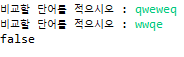 비교할 단어를 적으시오 : qweweq
비교할 단어를 적으시오 : wwqe
false